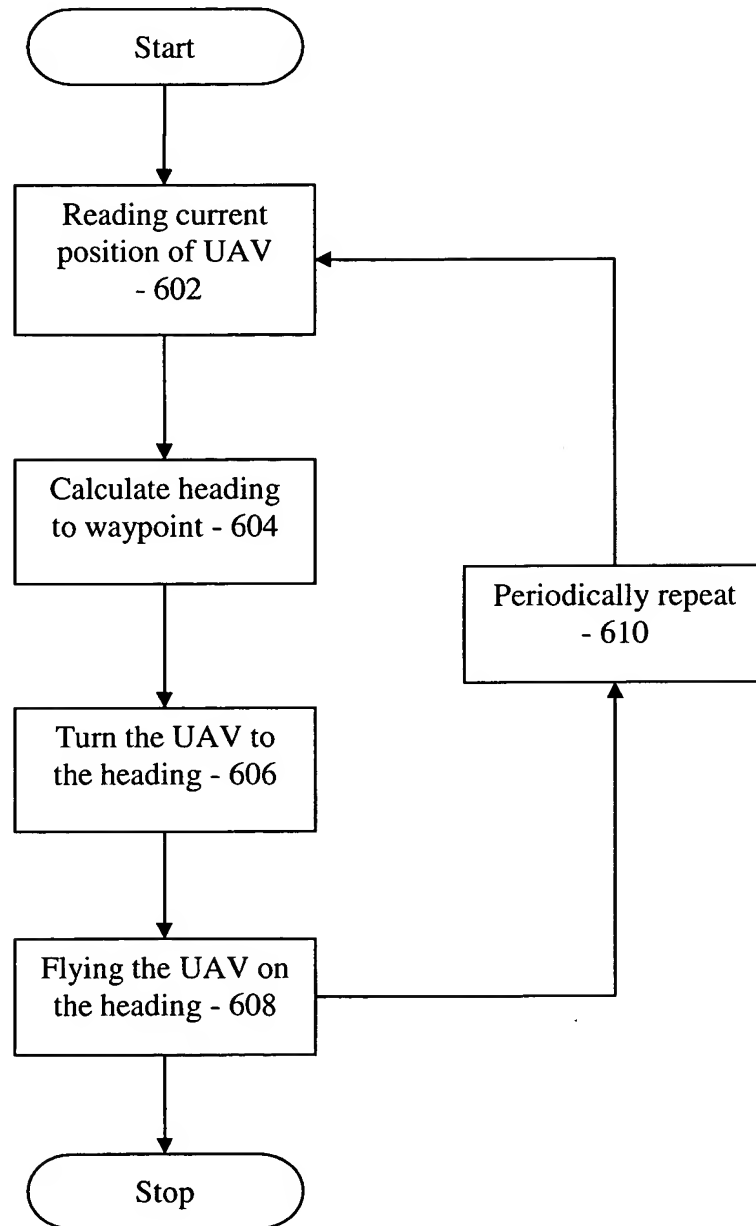 Start
Reading current
position of UAV
- 602
Calculate heading
to waypoint - 604
Periodically repeat
- 610
Turn the UAV to
the heading - 606
Flying the UAV on
the heading - 608
Stop